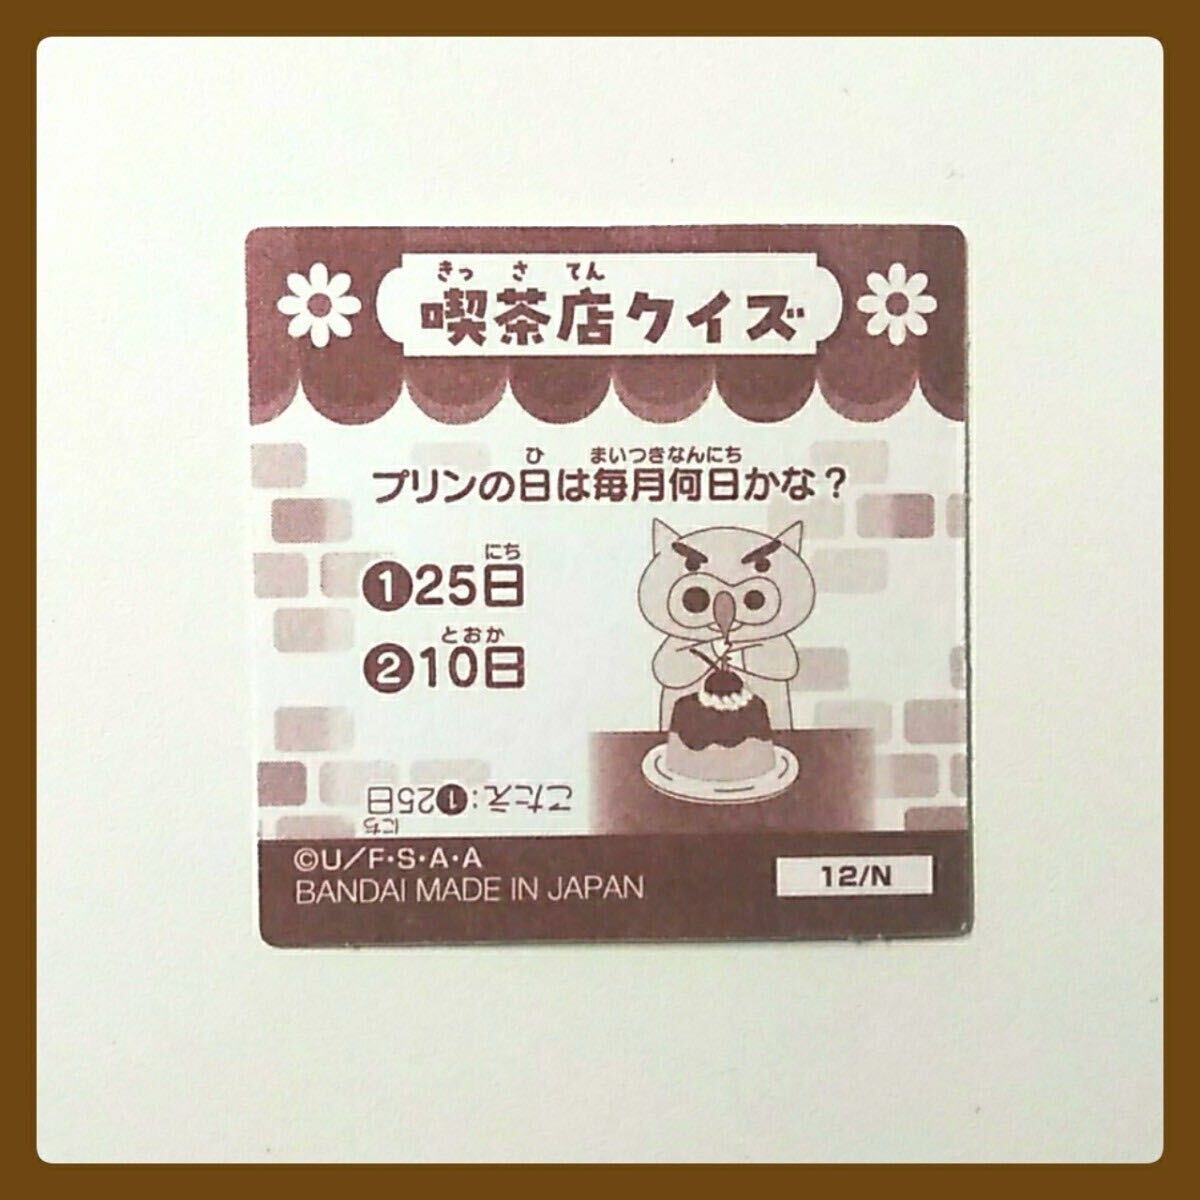 きっ さ てん
喫茶店クイズ
ひ まいつきなんにち
プリンの日は毎月何日かな？
にち
❶25日
とおか
❷10日
にち
こたえ：❶25日
©U／F・S・A・A
BANDAI MADE IN JAPAN
12/N